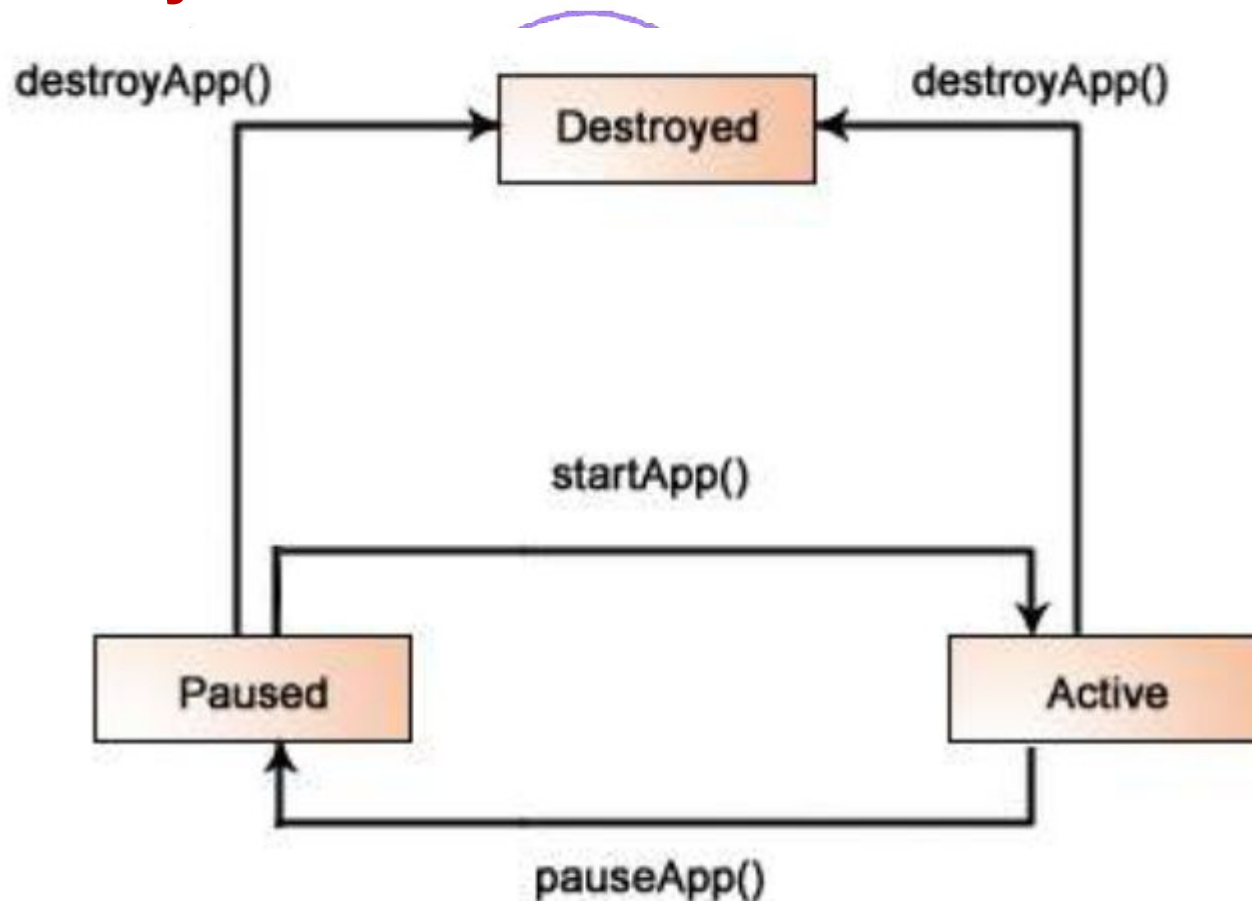 destroyApp()
destroyApp()
Destroyed
startApp()
Paused
Active
pauseApp()